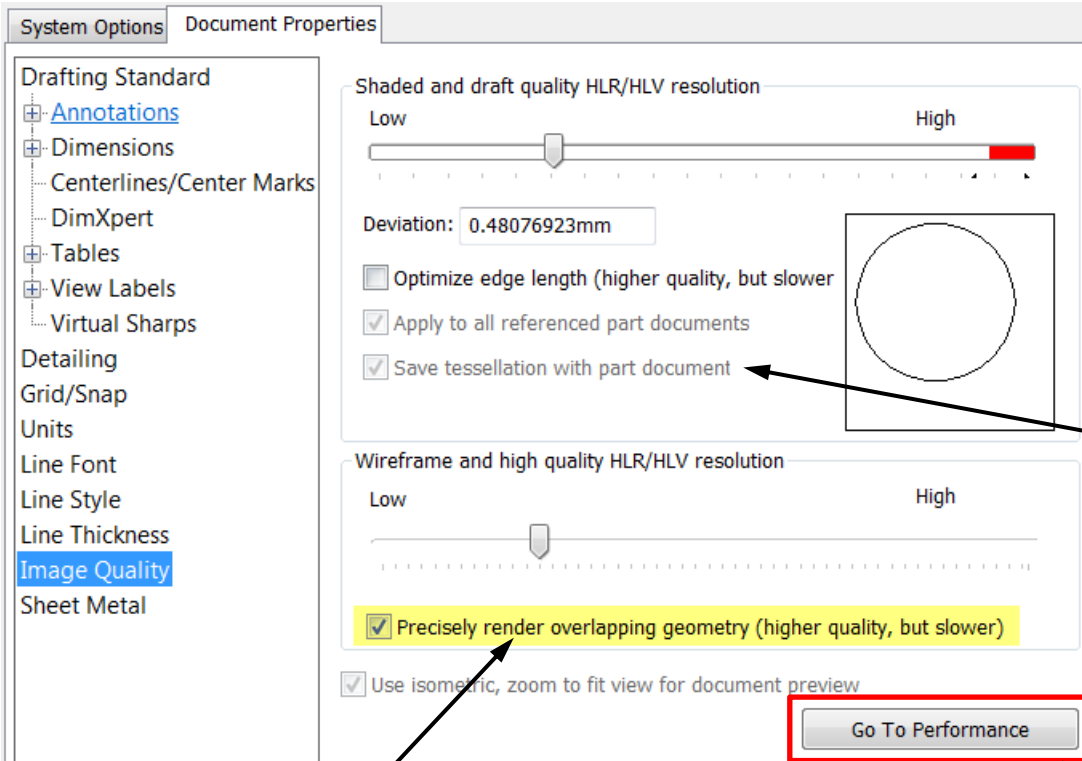 System Options
Document Properties
Drafting Standard
Annotations
Dimensions
Centerlines/Center Marks
DimXpert
Tables
View Labels
Virtual Sharps
Detailing
Grid/Snap
Units
Line Font
Line Style
Line Thickness
Image Quality
Sheet Metal
Shaded and draft quality HLR/HLV resolution
Low High
Deviation: 0.48076923mm
Optimize edge length (higher quality, but slower
Apply to all referenced part documents
Save tessellation with part document
Wireframe and high quality HLR/HLV resolution
Low High
Precisely render overlapping geometry (higher quality, but slower)
Use isometric, zoom to fit view for document preview
Go To Performance